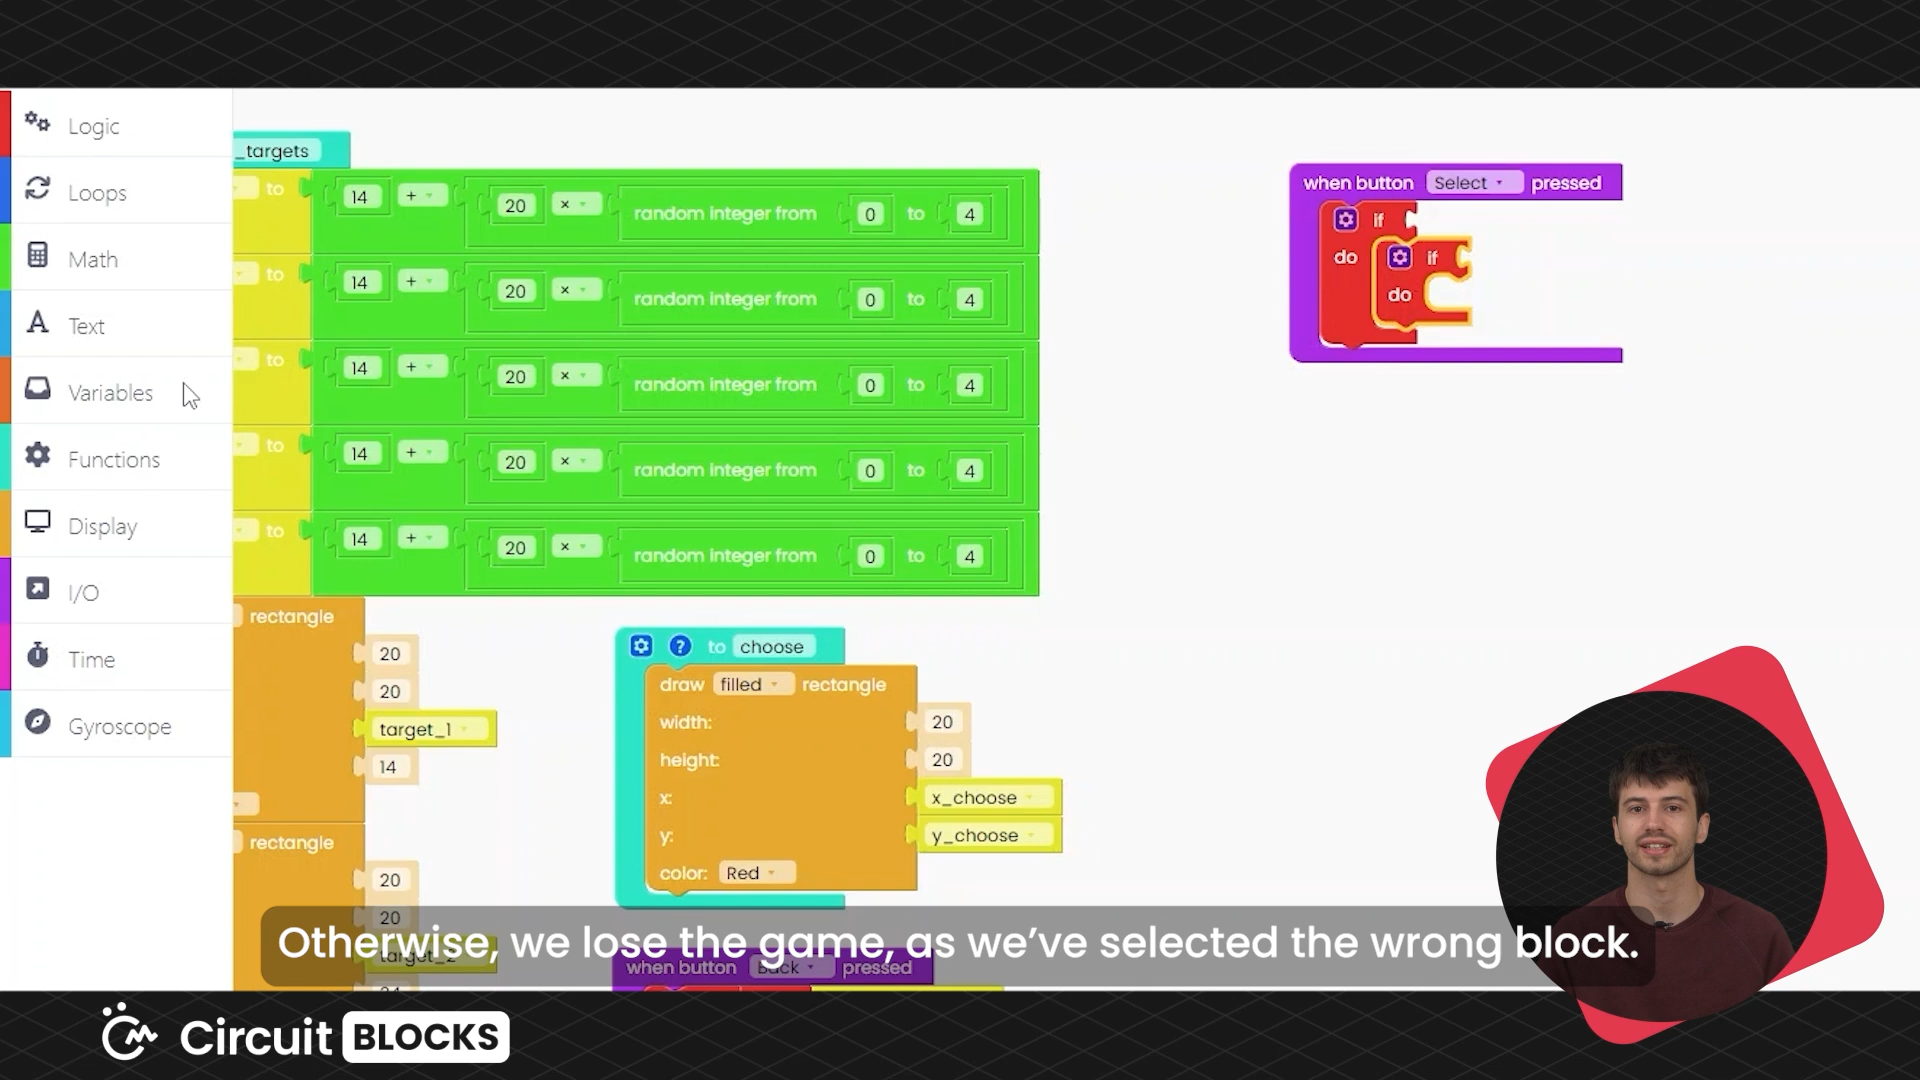 Logic
Loops
Math
Text
Variables
Functions
Display
I/O
Time
Gyroscope
_targets
to 14 + 20 × random integer from 0 to 4
to 14 + 20 × random integer from 0 to 4
to 14 + 20 × random integer from 0 to 4
to 14 + 20 × random integer from 0 to 4
to 14 + 20 × random integer from 0 to 4
rectangle
20
20
target_1
14
rectangle
20
20
target_2
to choose
draw filled rectangle
width: 20
height: 20
x: x_choose
y: y_choose
color: Red
when button Back pressed
when button Select pressed
if
do if
do
Otherwise, we lose the game, as we’ve selected the wrong block.
Circuit BLOCKS